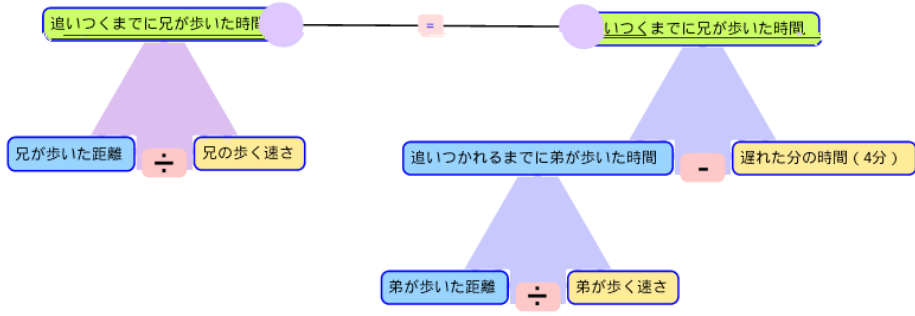 追いつくまでに兄が歩いた時間
=
いつくまでに兄が歩いた時間
兄が歩いた距離
÷
兄の歩く速さ
追いつかれるまでに弟が歩いた時間
-
遅れた分の時間(4分)
弟が歩いた距離
÷
弟が歩く速さ